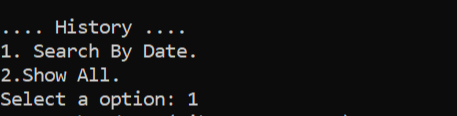 .... History ....
1. Search By Date.
2.Show All.
Select a option: 1